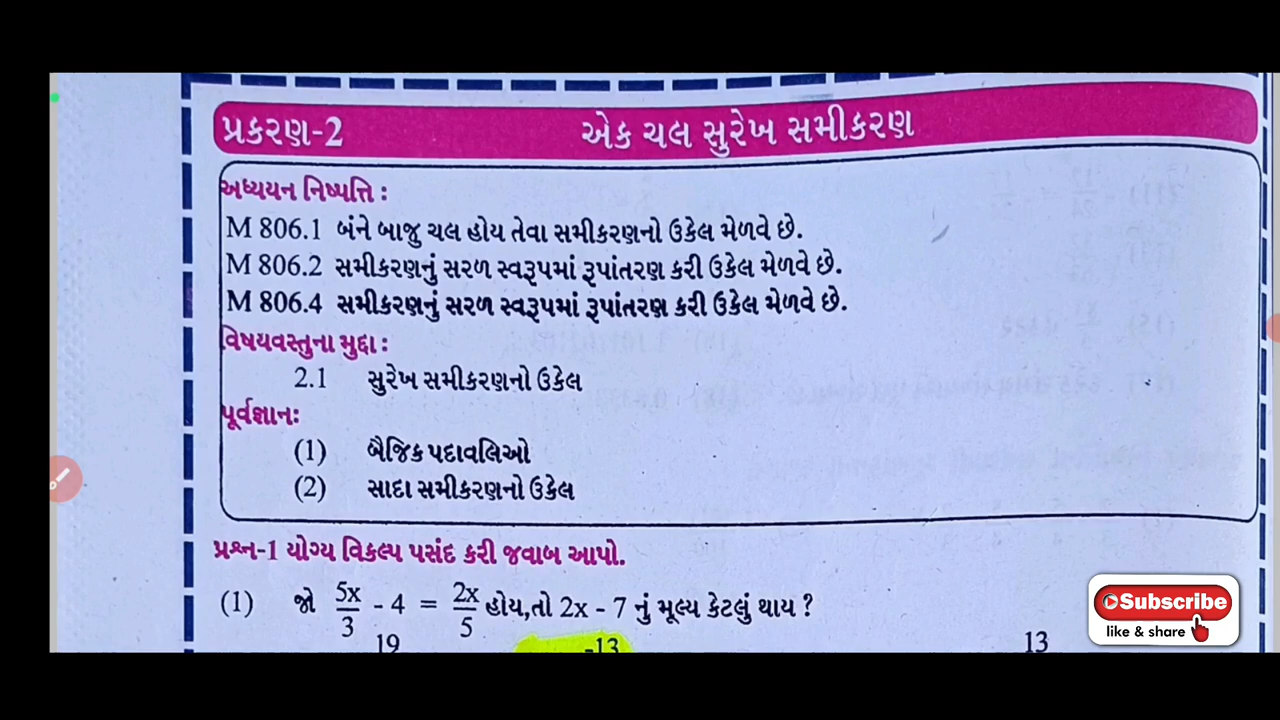 પ્રકરણ-2 એક ચલ સુરેખ સમીકરણ
અધ્યયન નિષ્પત્તિ :
M 806.1 બંને બાજુ ચલ હોય તેવા સમીકરણનો ઉકેલ મેળવે છે.
M 806.2 સમીકરણનું સરળ સ્વરૂપમાં રૂપાંતરણ કરી ઉકેલ મેળવે છે.
M 806.4 સમીકરણનું સરળ સ્વરૂપમાં રૂપાંતરણ કરી ઉકેલ મેળવે છે.
વિષયવસ્તુના મુદ્દા :
2.1 સુરેખ સમીકરણનો ઉકેલ
પૂર્વજ્ઞાનઃ
(1) બૈજિક પદાવલિઓ
(2) સાદા સમીકરણનો ઉકેલ
પ્રશ્ન-1 યોગ્ય વિકલ્પ પસંદ કરી જવાબ આપો.
(1) જો 5x/3 - 4 = 2x/5 હોય,તો 2x - 7 નું મૂલ્ય કેટલું થાય ?
19 -13 13
Subscribe
like & share